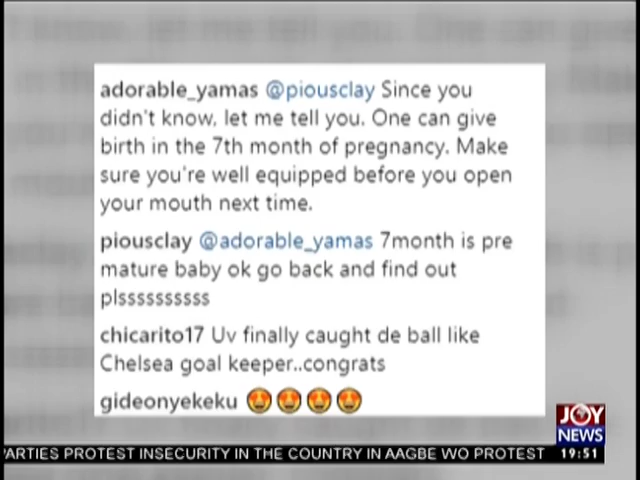 adorable_yamas @piousclay Since you
didn't know, let me tell you. One can give
birth in the 7th month of pregnancy. Make
sure you're well equipped before you open
your mouth next time.
piousclay @adorable_yamas 7month is pre
mature baby ok go back and find out
plssssssssss
chicarito17 Uv finally caught de ball like
Chelsea goal keeper..congrats
gideonyekeku 😍😍😍😍
JOY
NEWS
ARTIES PROTEST INSECURITY IN THE COUNTRY IN AAGBE WO PROTEST
19:51